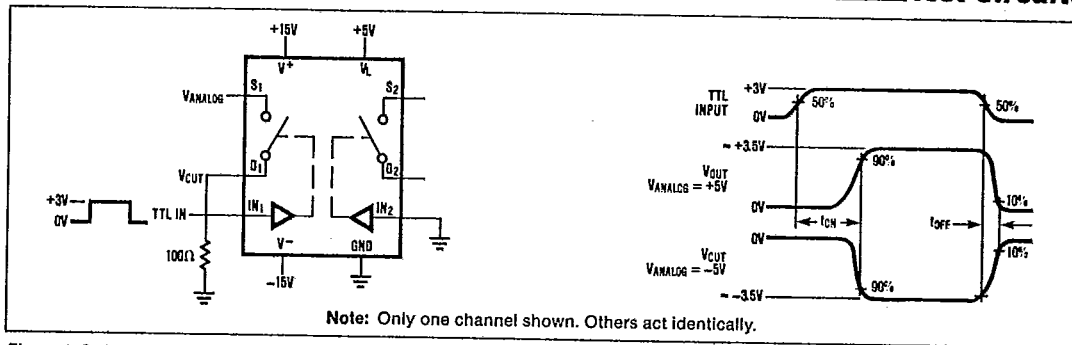 +15V
+5V
V+
VL
S1
S2
VANALOG
D1
D2
VOUT
+3V
0V
TTL IN
IN1
IN2
100Ω
V−
GND
−15V
TTL
INPUT
+3V
0V
50%
50%
≈ +3.5V
VOUT
VANALOG = +5V
90%
10%
0V
tON
tOFF
0V
VOUT
VANALOG = −5V
90%
10%
≈ −3.5V
Note: Only one channel shown. Others act identically.